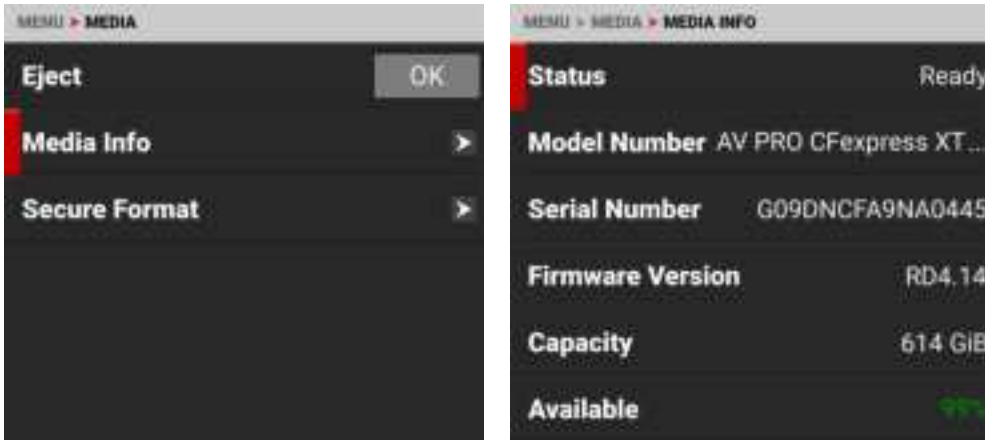 MENU ➤ MEDIA
Eject OK
Media Info ➤
Secure Format ➤
MENU ➤ MEDIA ➤ MEDIA INFO
Status Ready
Model Number AV PRO CFexpress XT...
Serial Number G09DNCFA9NA0445
Firmware Version RD4.14
Capacity 614 GiB
Available 99%